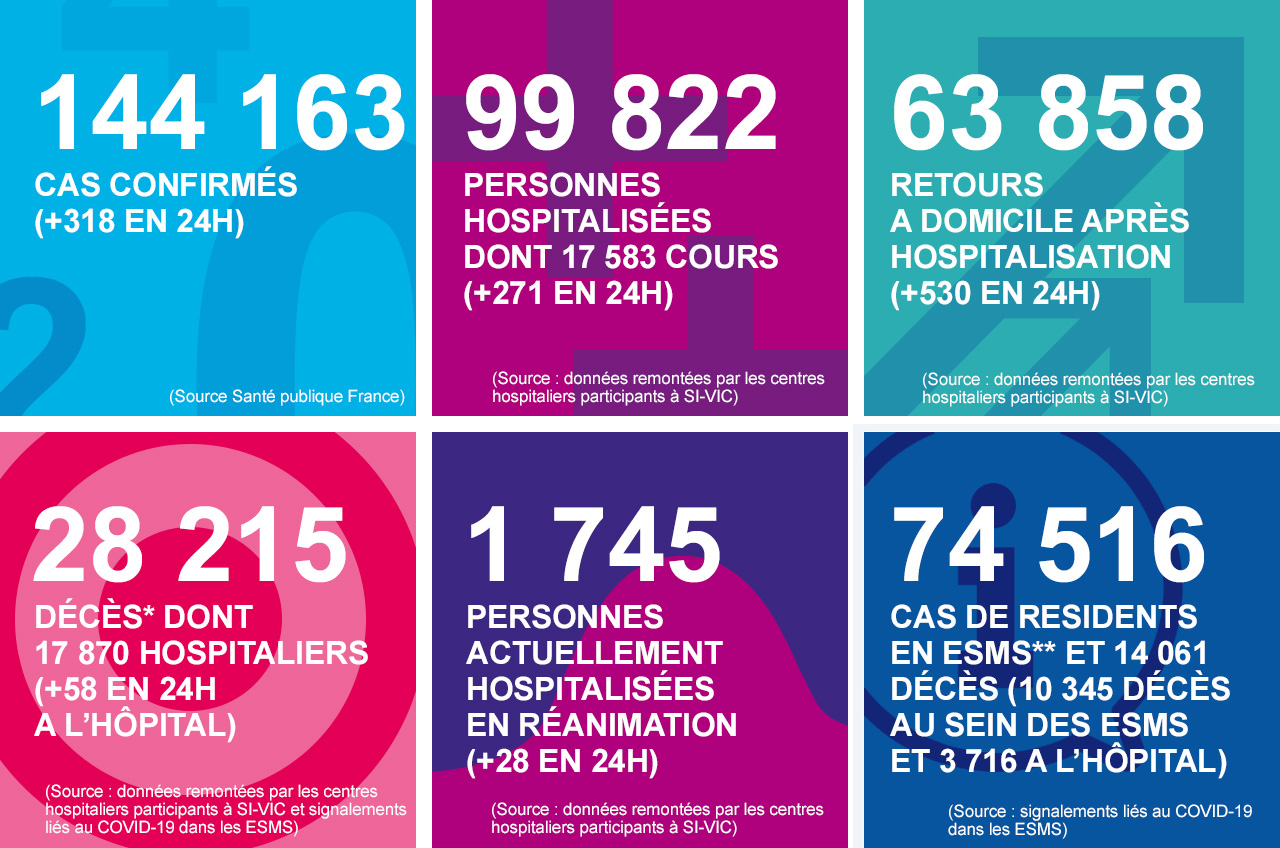 144 163
CAS CONFIRMÉS
(+318 EN 24H)
(Source Santé publique France)
99 822
PERSONNES
HOSPITALISÉES
DONT 17 583 COURS
(+271 EN 24H)
(Source : données remontées par les centres
hospitaliers participants à SI-VIC)
63 858
RETOURS
A DOMICILE APRÈS
HOSPITALISATION
(+530 EN 24H)
(Source : données remontées par les centres
hospitaliers participants à SI-VIC)
28 215
DÉCÈS* DONT
17 870 HOSPITALIERS
(+58 EN 24H
A L’HÔPITAL)
(Source : données remontées par les centres
hospitaliers participants à SI-VIC et signalements
liés au COVID-19 dans les ESMS)
1 745
PERSONNES
ACTUELLEMENT
HOSPITALISÉES
EN RÉANIMATION
(+28 EN 24H)
(Source : données remontées par les centres
hospitaliers participants à SI-VIC)
74 516
CAS DE RESIDENTS
EN ESMS** ET 14 061
DÉCÈS (10 345 DÉCÈS
AU SEIN DES ESMS
ET 3 716 A L’HÔPITAL)
(Source : signalements liés au COVID-19
dans les ESMS)